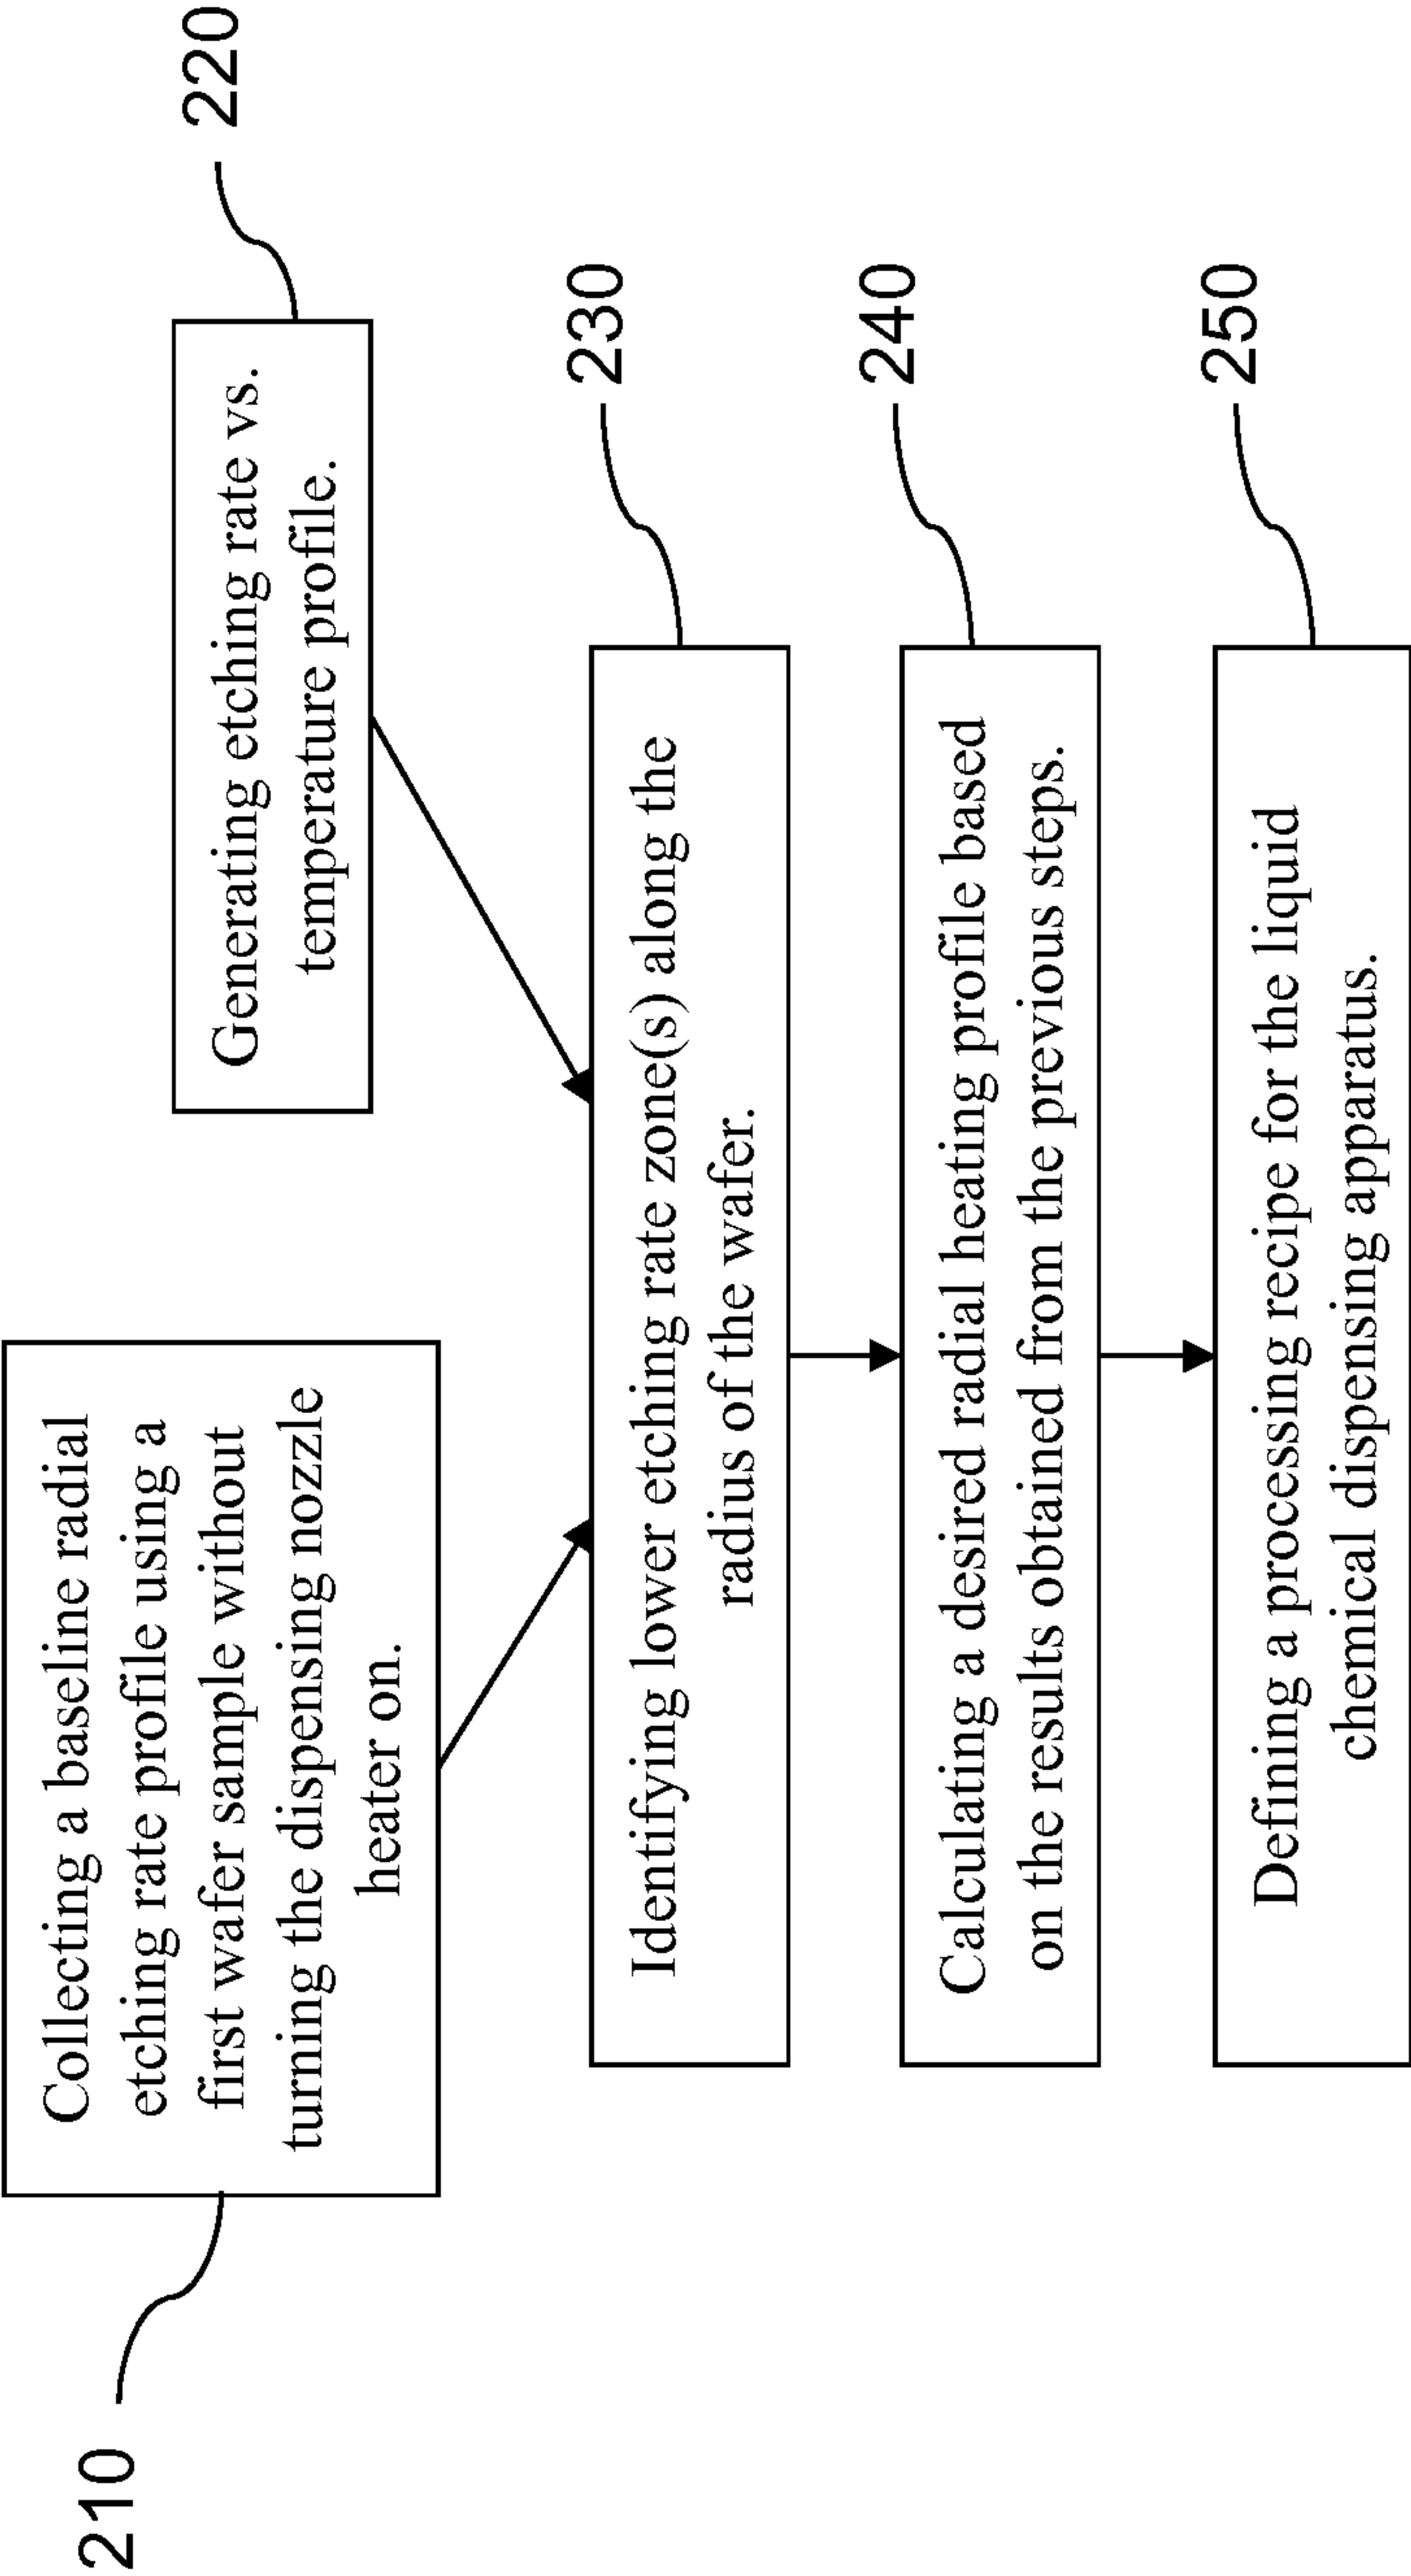 210
Collecting a baseline radial
etching rate profile using a
first wafer sample without
turning the dispensing nozzle
heater on.
220
Generating etching rate vs.
temperature profile.
230
Identifying lower etching rate zone(s) along the
radius of the wafer.
240
Calculating a desired radial heating profile based
on the results obtained from the previous steps.
250
Defining a processing recipe for the liquid
chemical dispensing apparatus.